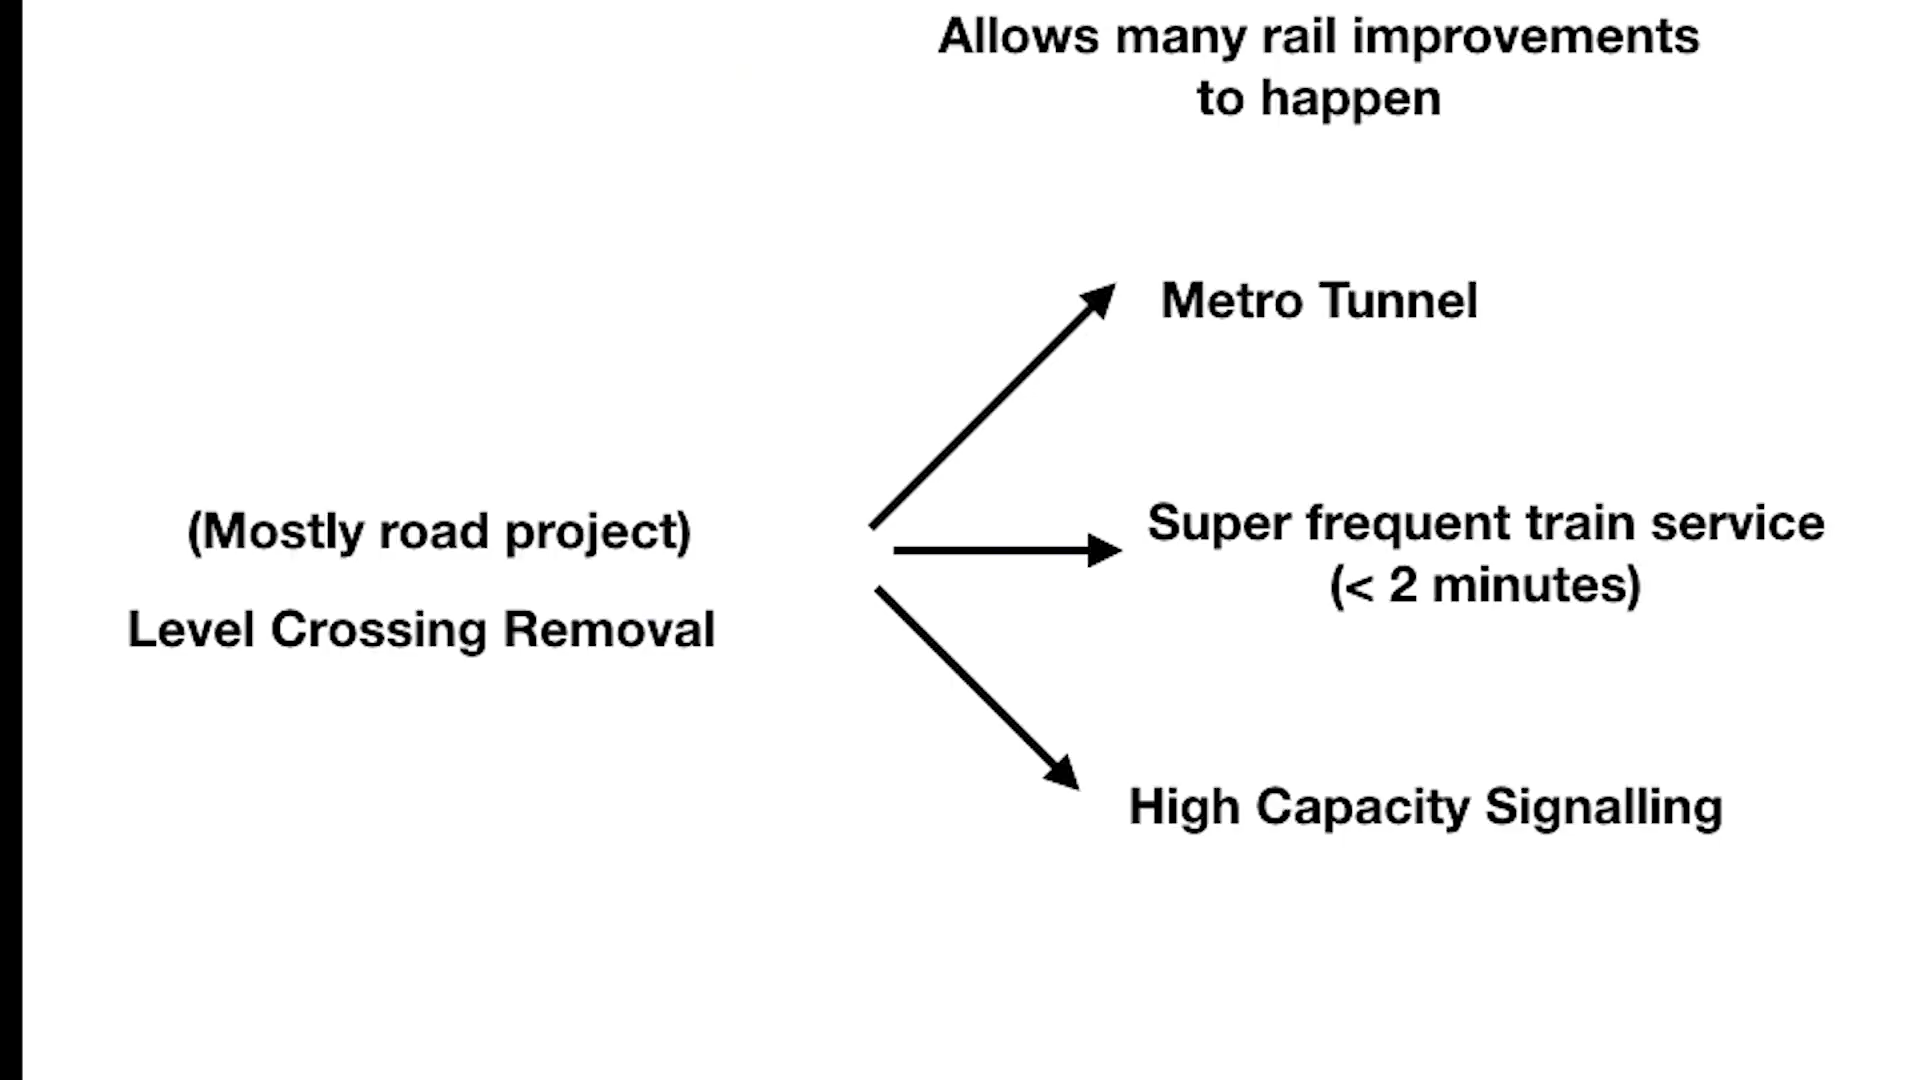 Allows many rail improvements
to happen
Metro Tunnel
(Mostly road project)
Level Crossing Removal
Super frequent train service
(< 2 minutes)
High Capacity Signalling